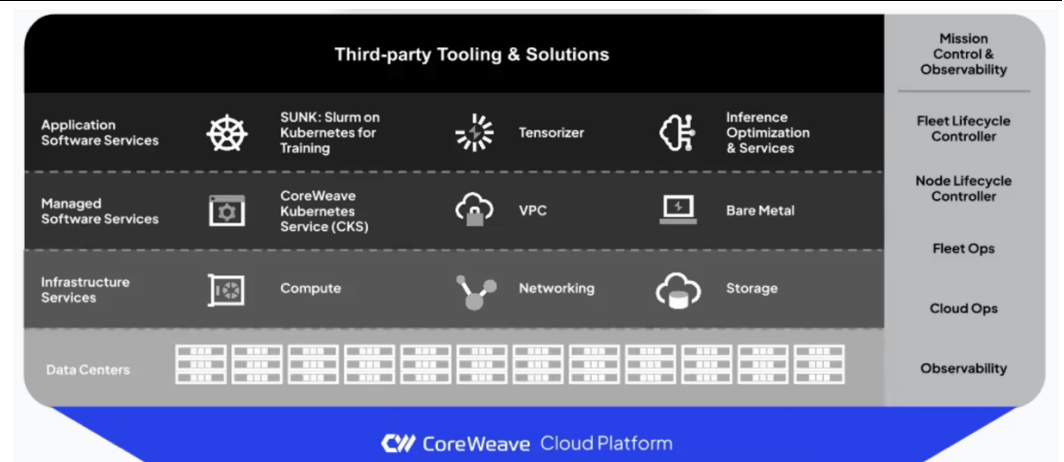 Third-party Tooling & Solutions
Application
Software Services
SUNK: Slurm on
Kubernetes for
Training
Tensorizer
Inference
Optimization
& Services
Managed
Software Services
CoreWeave
Kubernetes
Service (CKS)
VPC
Bare Metal
Infrastructure
Services
Compute
Networking
Storage
Data Centers
Mission
Control &
Observability
Fleet Lifecycle
Controller
Node Lifecycle
Controller
Fleet Ops
Cloud Ops
Observability
CoreWeave Cloud Platform